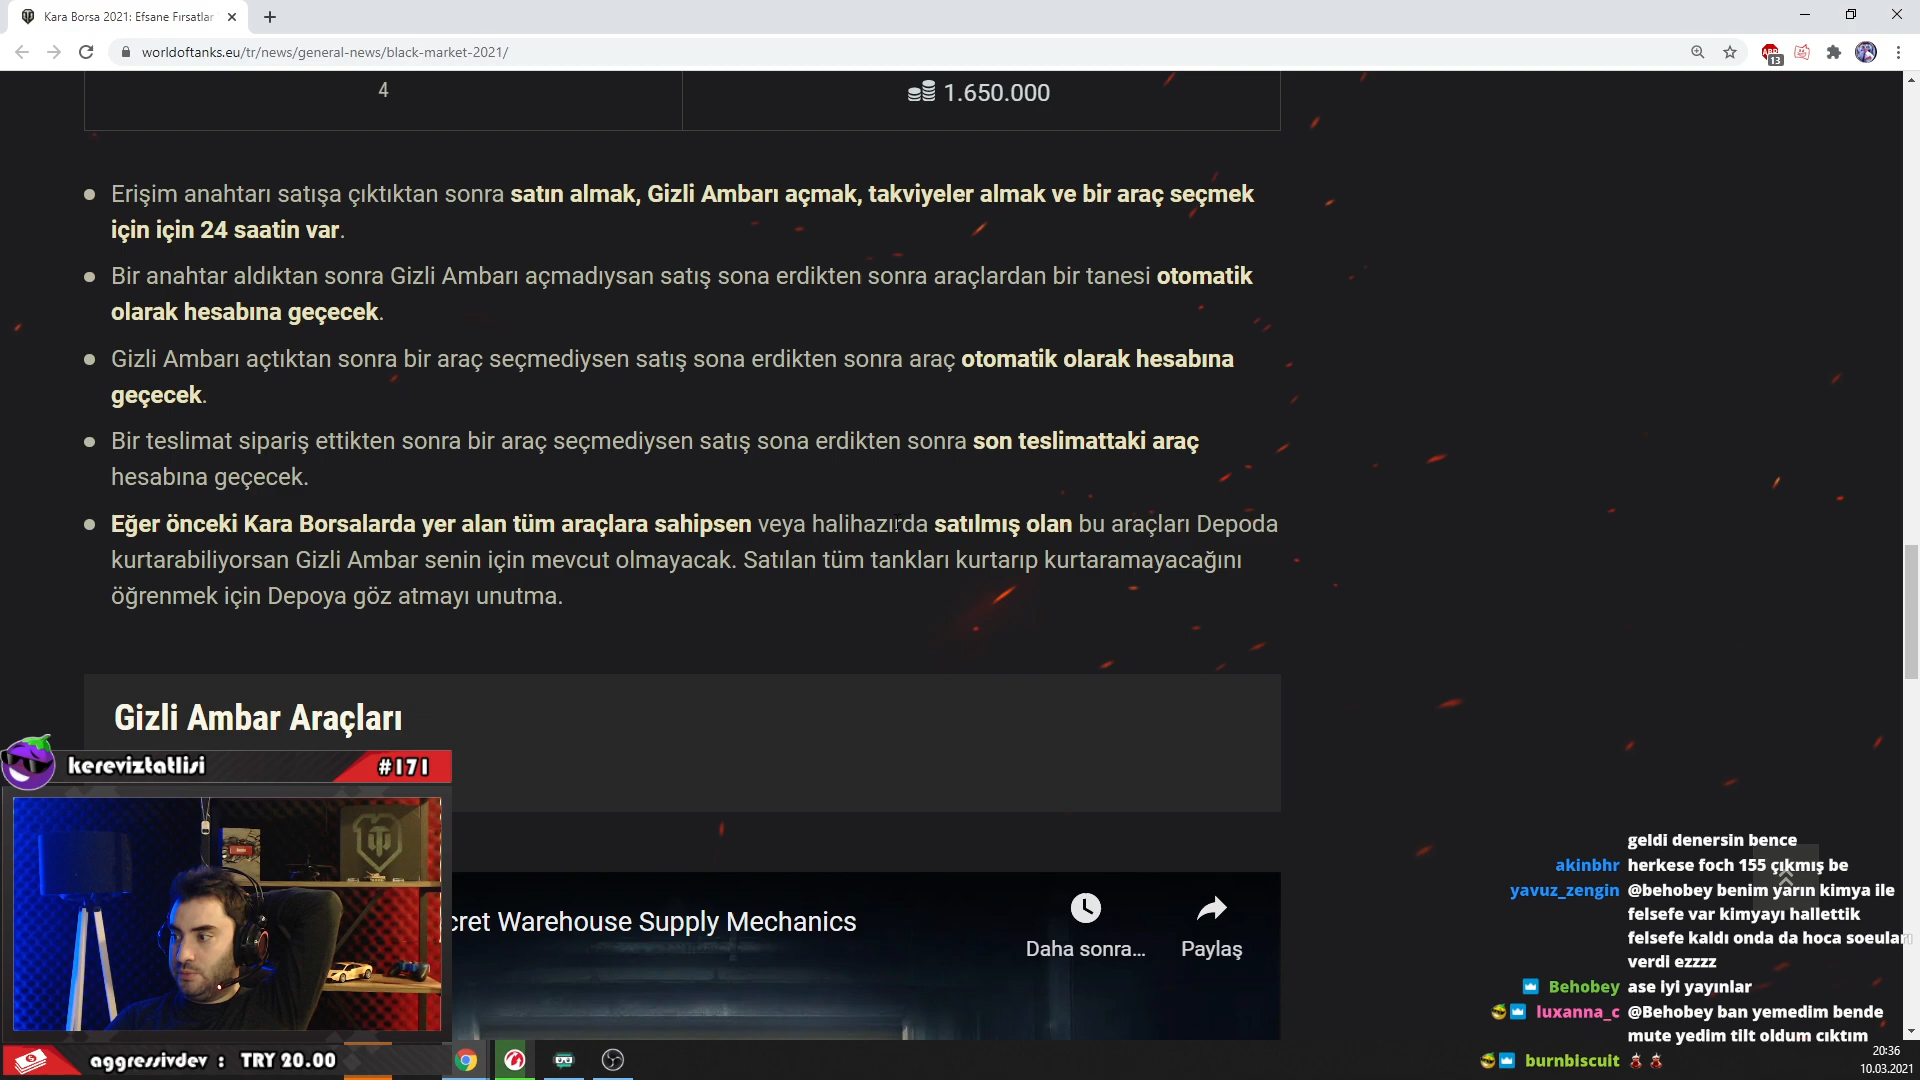 Kara Borsa 2021: Efsane Fırsatlar
worldoftanks.eu/tr/news/general-news/black-market-2021/
13
4
1.650.000
Erişim anahtarı satışa çıktıktan sonra satın almak, Gizli Ambarı açmak, takviyeler almak ve bir araç seçmek
için için 24 saatin var.
Bir anahtar aldıktan sonra Gizli Ambarı açmadıysan satış sona erdikten sonra araçlardan bir tanesi otomatik
olarak hesabına geçecek.
Gizli Ambarı açtıktan sonra bir araç seçmediysen satış sona erdikten sonra araç otomatik olarak hesabına
geçecek.
Bir teslimat sipariş ettikten sonra bir araç seçmediysen satış sona erdikten sonra son teslimattaki araç
hesabına geçecek.
Eğer önceki Kara Borsalarda yer alan tüm araçlara sahipsen veya halihazırda satılmış olan bu araçları Depoda
kurtarabiliyorsan Gizli Ambar senin için mevcut olmayacak. Satılan tüm tankları kurtarıp kurtaramayacağını
öğrenmek için Depoya göz atmayı unutma.
Gizli Ambar Araçları
kereviztatlisi #171
cret Warehouse Supply Mechanics
Daha sonra...
Paylaş
geldi denersin bence
akinbhr herkese foch 155 çıkmış be
yavuz_zengin @behobey benim yarın kimya ile
felsefe var kimyayı hallettik
felsefe kaldı onda da hoca soeuları
verdi ezzzz
Behobey ase iyi yayınlar
luxanna_c @Behobey ban yemedim bende
mute yedim tilt oldum cıktım
burnbiscuit
aggressivdev : TRY 20.00
20:36
10.03.2021